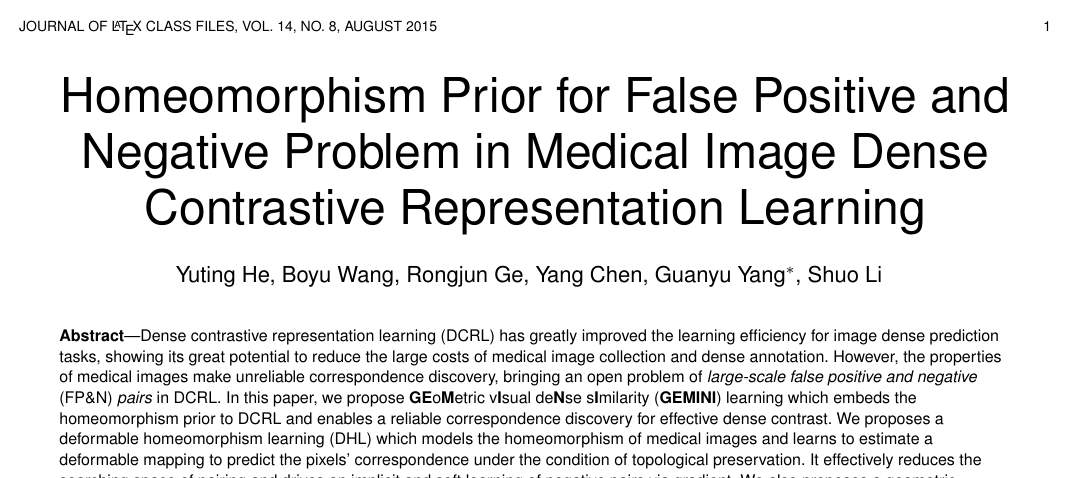 JOURNAL OF LATEX CLASS FILES, VOL. 14, NO. 8, AUGUST 2015 1
Homeomorphism Prior for False Positive and
Negative Problem in Medical Image Dense
Contrastive Representation Learning
Yuting He, Boyu Wang, Rongjun Ge, Yang Chen, Guanyu Yang*, Shuo Li
Abstract—Dense contrastive representation learning (DCRL) has greatly improved the learning efficiency for image dense prediction
tasks, showing its great potential to reduce the large costs of medical image collection and dense annotation. However, the properties
of medical images make unreliable correspondence discovery, bringing an open problem of large-scale false positive and negative
(FP&N) pairs in DCRL. In this paper, we propose GEoMetric vIsual deNse sImilarity (GEMINI) learning which embeds the
homeomorphism prior to DCRL and enables a reliable correspondence discovery for effective dense contrast. We proposes a
deformable homeomorphism learning (DHL) which models the homeomorphism of medical images and learns to estimate a
deformable mapping to predict the pixels' correspondence under the condition of topological preservation. It effectively reduces the